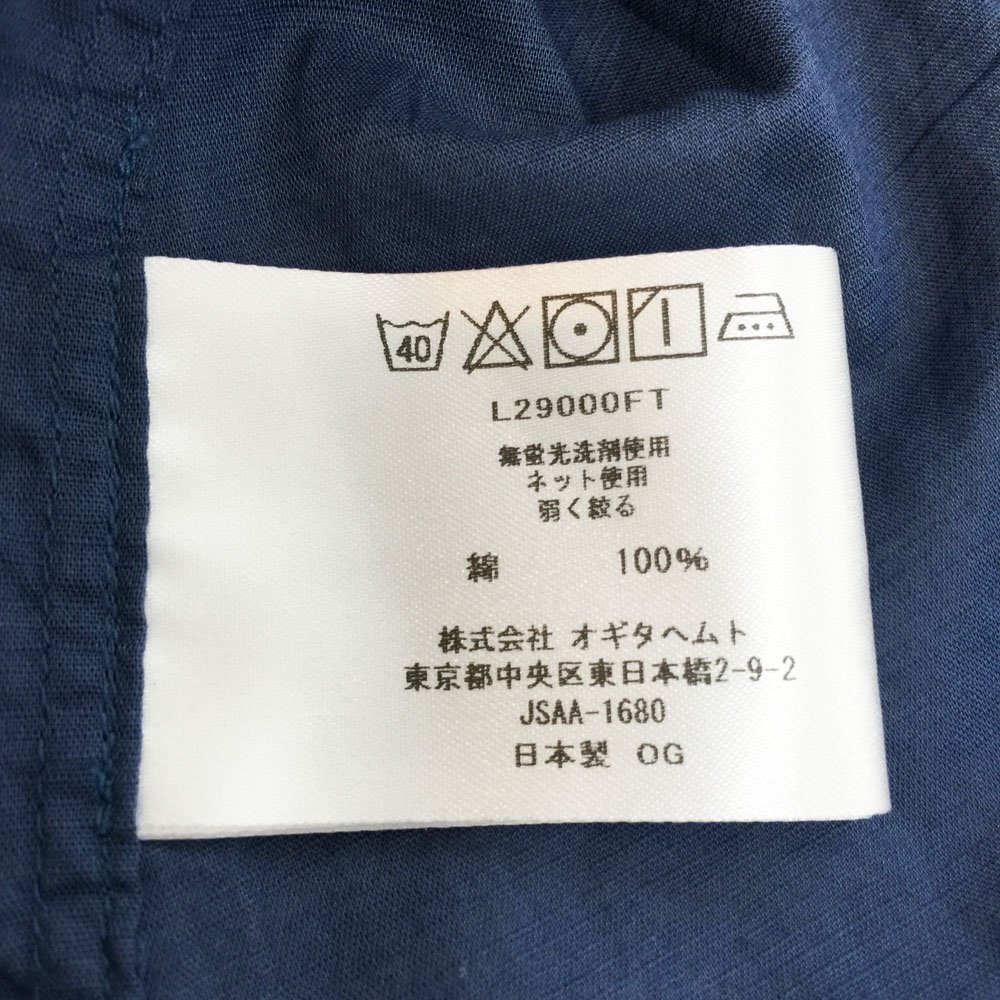 40
L29000FT
無蛍光洗剤使用
ネット使用
弱く絞る
綿 100%
株式会社 オギタヘムト
東京都中央区東日本橋2-9-2
JSAA-1680
日本製 OG